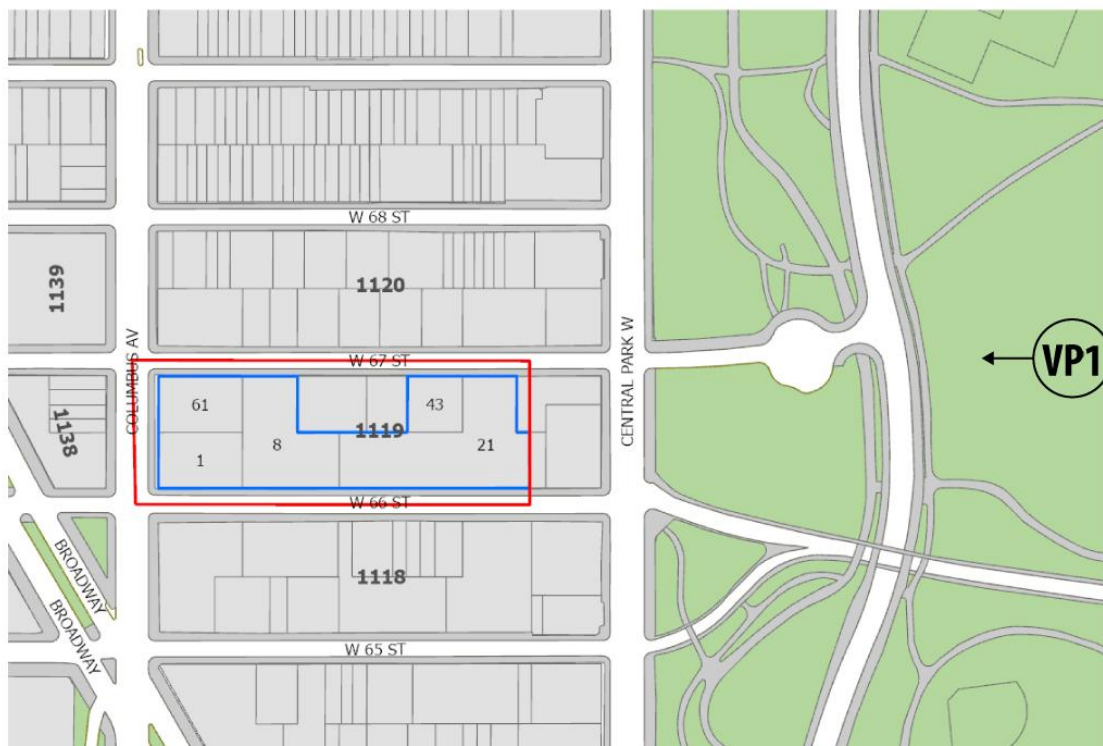 W 68 ST
1139
1120
COLUMBUS AV
CENTRAL PARK W
W 67 ST
VP1
61
43
1138
1119
8
21
1
W 66 ST
BROADWAY
BROADWAY
1118
W 65 ST